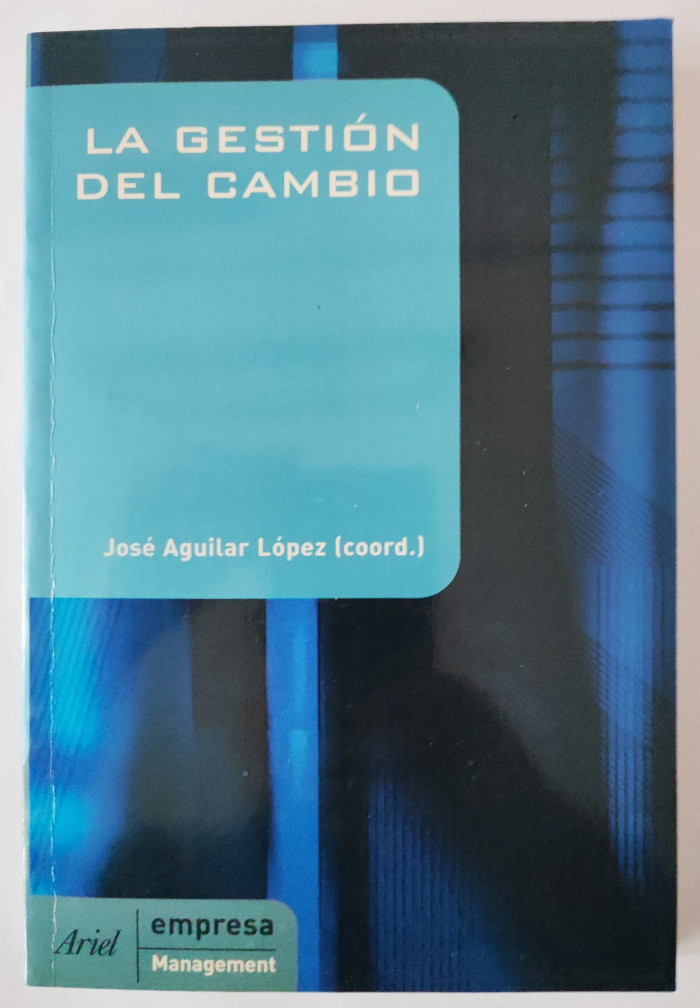 LA GESTIÓN
DEL CAMBIO
José Aguilar López (coord.)
Ariel
empresa
Management